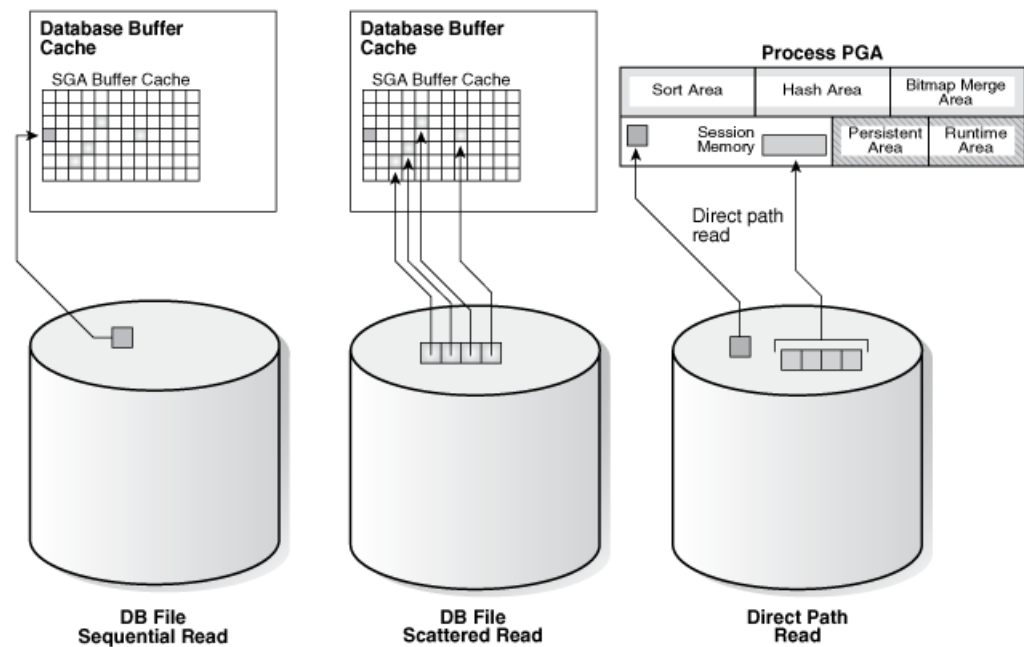 Database Buffer
Cache
SGA Buffer Cache
Database Buffer
Cache
SGA Buffer Cache
Process PGA
Sort Area
Hash Area
Bitmap Merge
Area
Session
Memory
Persistent
Area
Runtime
Area
Direct path
read
DB File
Sequential Read
DB File
Scattered Read
Direct Path
Read